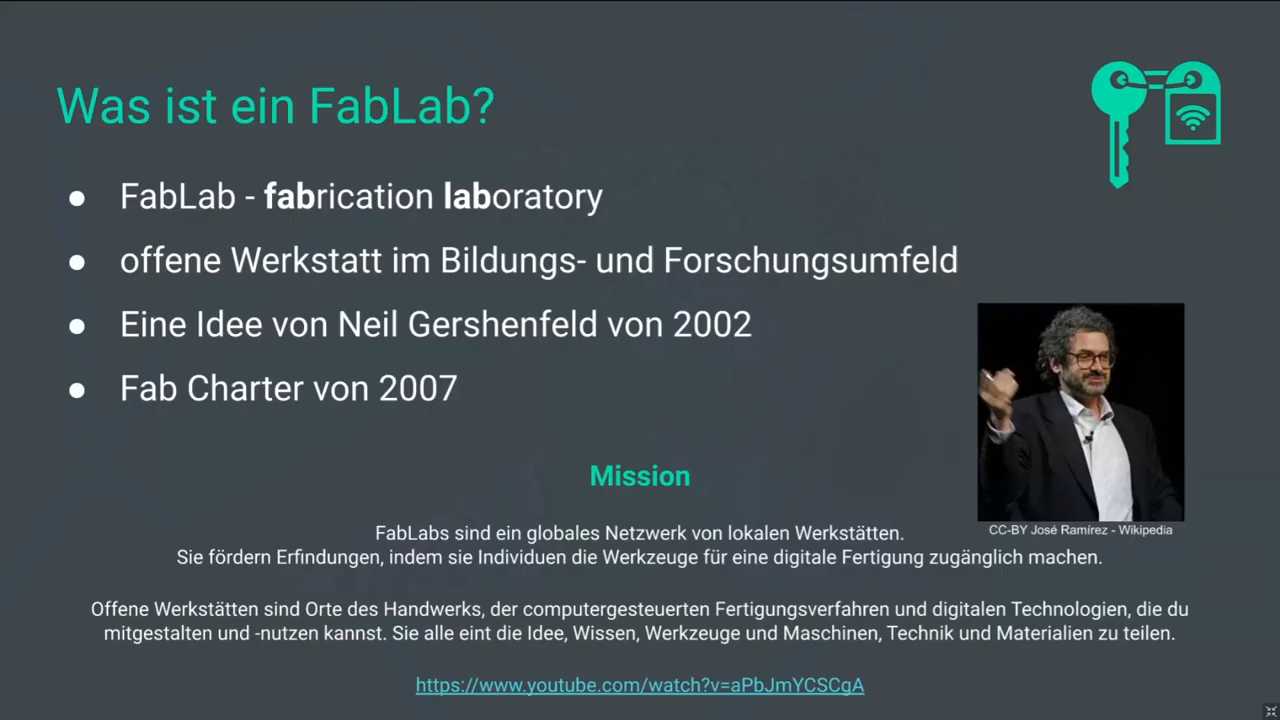 Was ist ein FabLab?
● FabLab - fabrication laboratory
● offene Werkstatt im Bildungs- und Forschungsumfeld
● Eine Idee von Neil Gershenfeld von 2002
● Fab Charter von 2007
CC-BY José Ramírez - Wikipedia
Mission
FabLabs sind ein globales Netzwerk von lokalen Werkstätten.
Sie fördern Erfindungen, indem sie Individuen die Werkzeuge für eine digitale Fertigung zugänglich machen.
Offene Werkstätten sind Orte des Handwerks, der computergesteuerten Fertigungsverfahren und digitalen Technologien, die du
mitgestalten und -nutzen kannst. Sie alle eint die Idee, Wissen, Werkzeuge und Maschinen, Technik und Materialien zu teilen.
https://www.youtube.com/watch?v=aPbJmYCSCgA